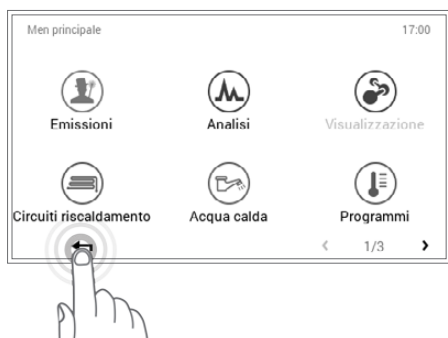 Men principale 17:00
Emissioni Analisi Visualizzazione
Circuiti riscaldamento Acqua calda Programmi
1/3